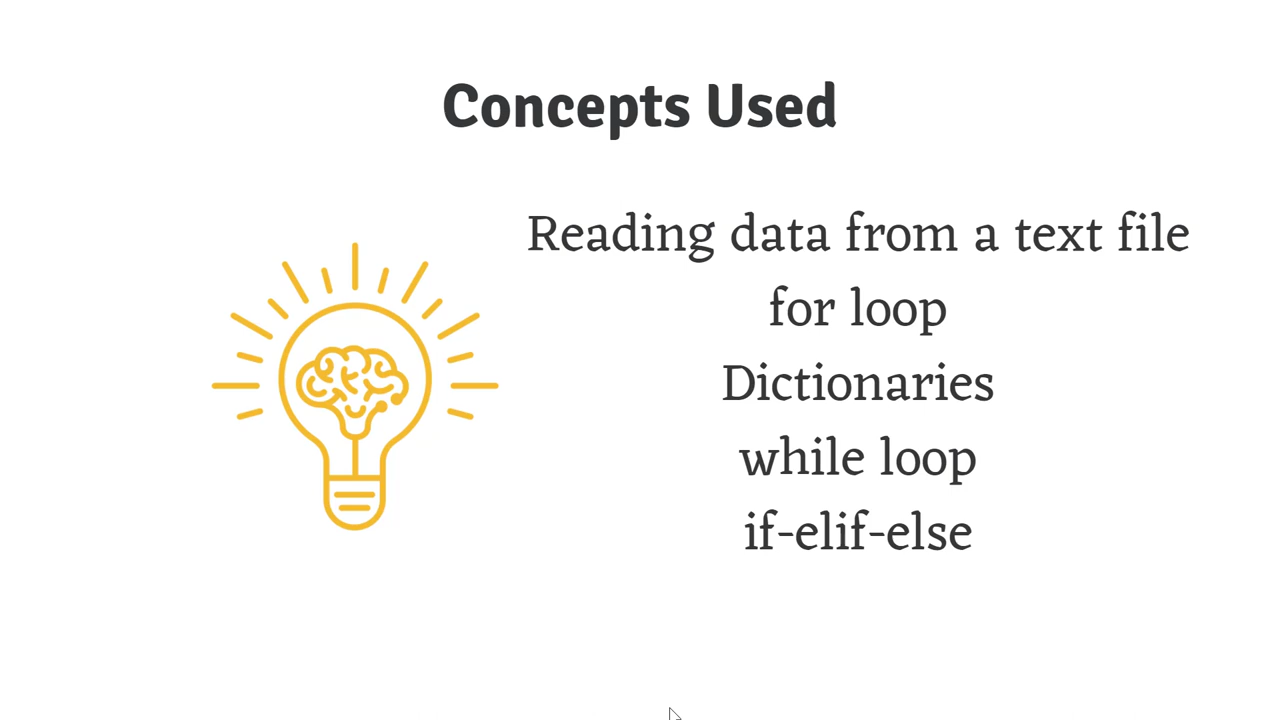 Concepts Used
Reading data from a text file
for loop
Dictionaries
while loop
if-elif-else